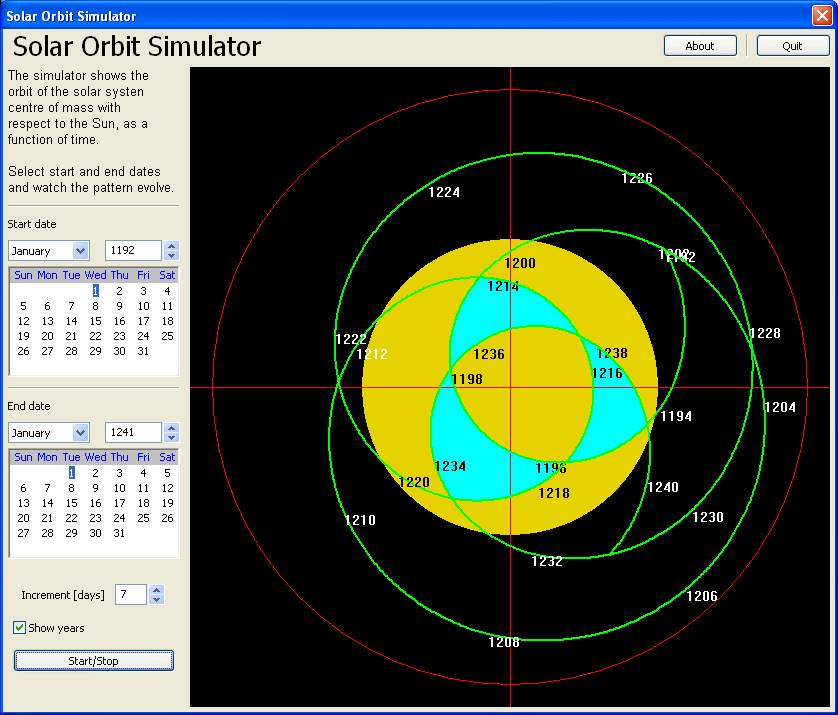 Solar Orbit Simulator
Solar Orbit Simulator
About
Quit
The simulator shows the
orbit of the solar systen
centre of mass with
respect to the Sun, as a
function of time.
Select start and end dates
and watch the pattern evolve.
Start date
January 1192
Sun Mon Tue Wed Thu Fri Sat
1 2 3 4
5 6 7 8 9 10 11
12 13 14 15 16 17 18
19 20 21 22 23 24 25
26 27 28 29 30 31
End date
January 1241
Sun Mon Tue Wed Thu Fri Sat
1 2 3 4 5
6 7 8 9 10 11 12
13 14 15 16 17 18 19
20 21 22 23 24 25 26
27 28 29 30 31
Increment [days] 7
Show years
Start/Stop
1226
1224
1200
1214
1228
1222
1212
1236
1238
1216
1198
1204
1194
1234
1196
1220
1240
1218
1210
1230
1232
1206
1208